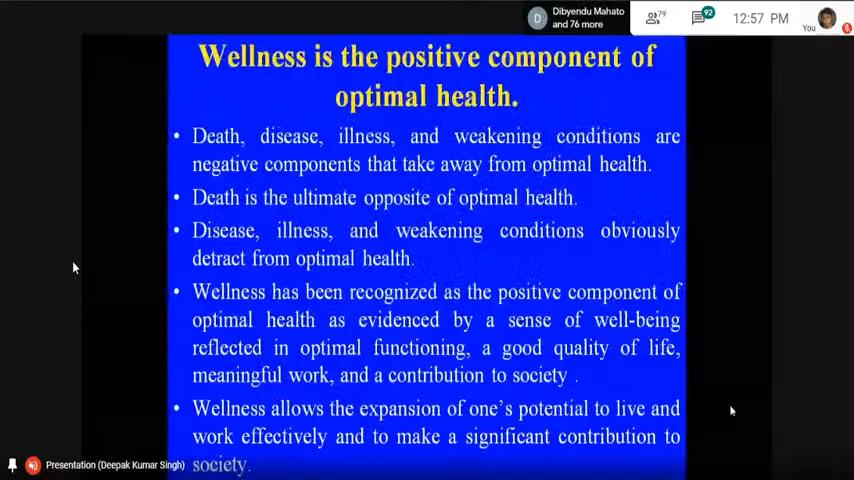 Dibyendu Mahato
and 76 more
D
79
92
12:57 PM
You
Wellness is the positive component of
optimal health.
• Death, disease, illness, and weakening conditions are
negative components that take away from optimal health.
• Death is the ultimate opposite of optimal health.
• Disease, illness, and weakening conditions obviously
detract from optimal health.
• Wellness has been recognized as the positive component of
optimal health as evidenced by a sense of well-being
reflected in optimal functioning, a good quality of life,
meaningful work, and a contribution to society .
• Wellness allows the expansion of one's potential to live and
work effectively and to make a significant contribution to
society.
Presentation (Deepak Kumar Singh)